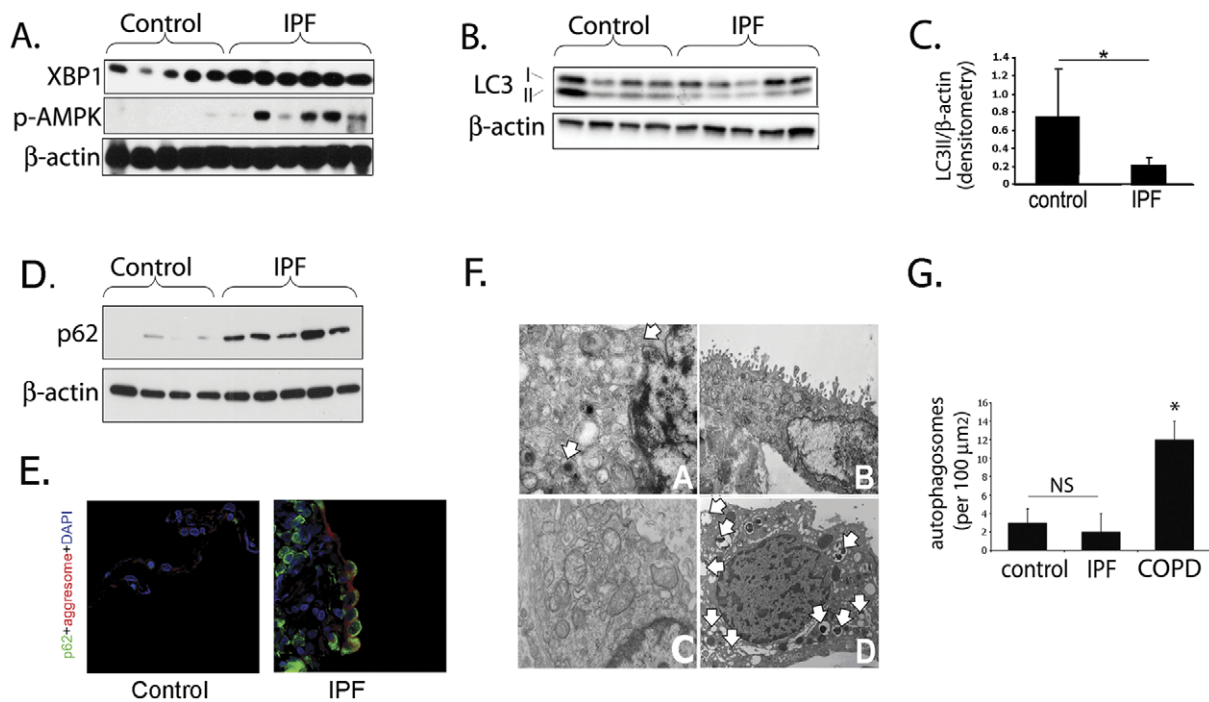 A.
Control IPF
XBP1
p-AMPK
β-actin
B.
Control IPF
LC3
I
II
β-actin
C.
*
LC3II/β-actin
(densitometry)
1.4
1.2
1.0
0.8
0.6
0.4
0.2
0
control IPF
D.
Control IPF
p62
β-actin
E.
p62+aggresome+DAPI
Control IPF
F.
A
B
C
D
G.
autophagosomes
(per 100 μm2)
16
14
12
10
8
6
4
2
0
NS
*
control IPF COPD